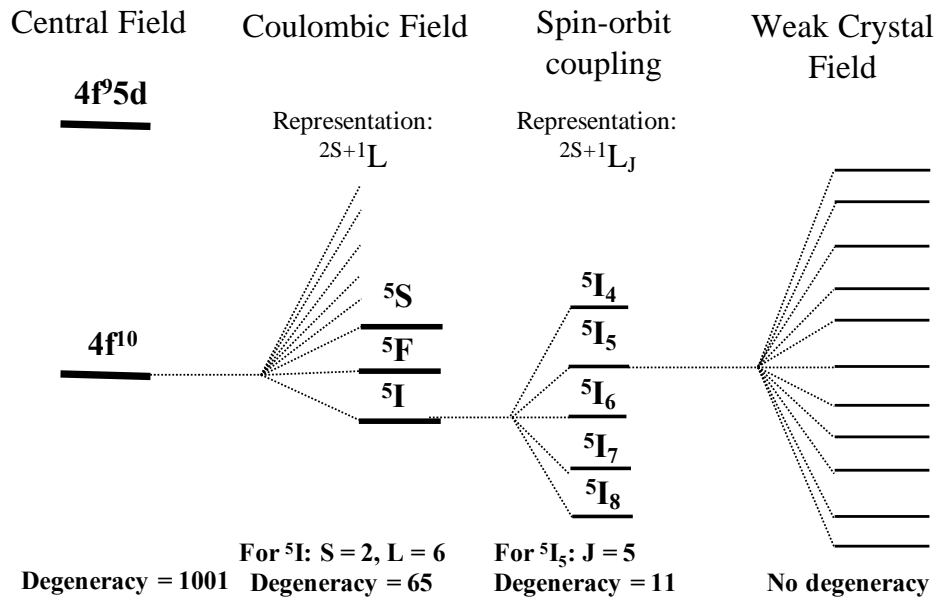 Central Field
Coulombic Field
Spin-orbit
coupling
Weak Crystal
Field
4f⁹5d
Representation:
²ˢ⁺¹L
Representation:
²ˢ⁺¹L_J
4f¹⁰
⁵S
⁵F
⁵I
⁵I₄
⁵I₅
⁵I₆
⁵I₇
⁵I₈
Degeneracy = 1001
For ⁵I: S = 2, L = 6
Degeneracy = 65
For ⁵I₅: J = 5
Degeneracy = 11
No degeneracy